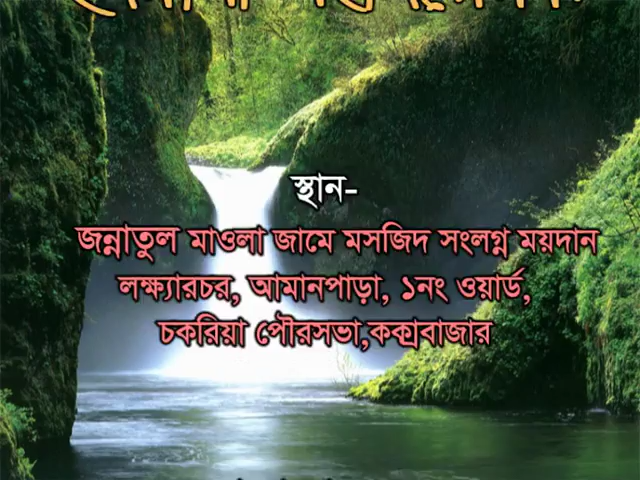 স্থান-
জন্নাতুল মাওলা জামে মসজিদ সংলগ্ন ময়দান
লক্ষ্যারচর, আমানপাড়া, ১নং ওয়ার্ড,
চকরিয়া পৌরসভা,কক্সবাজার